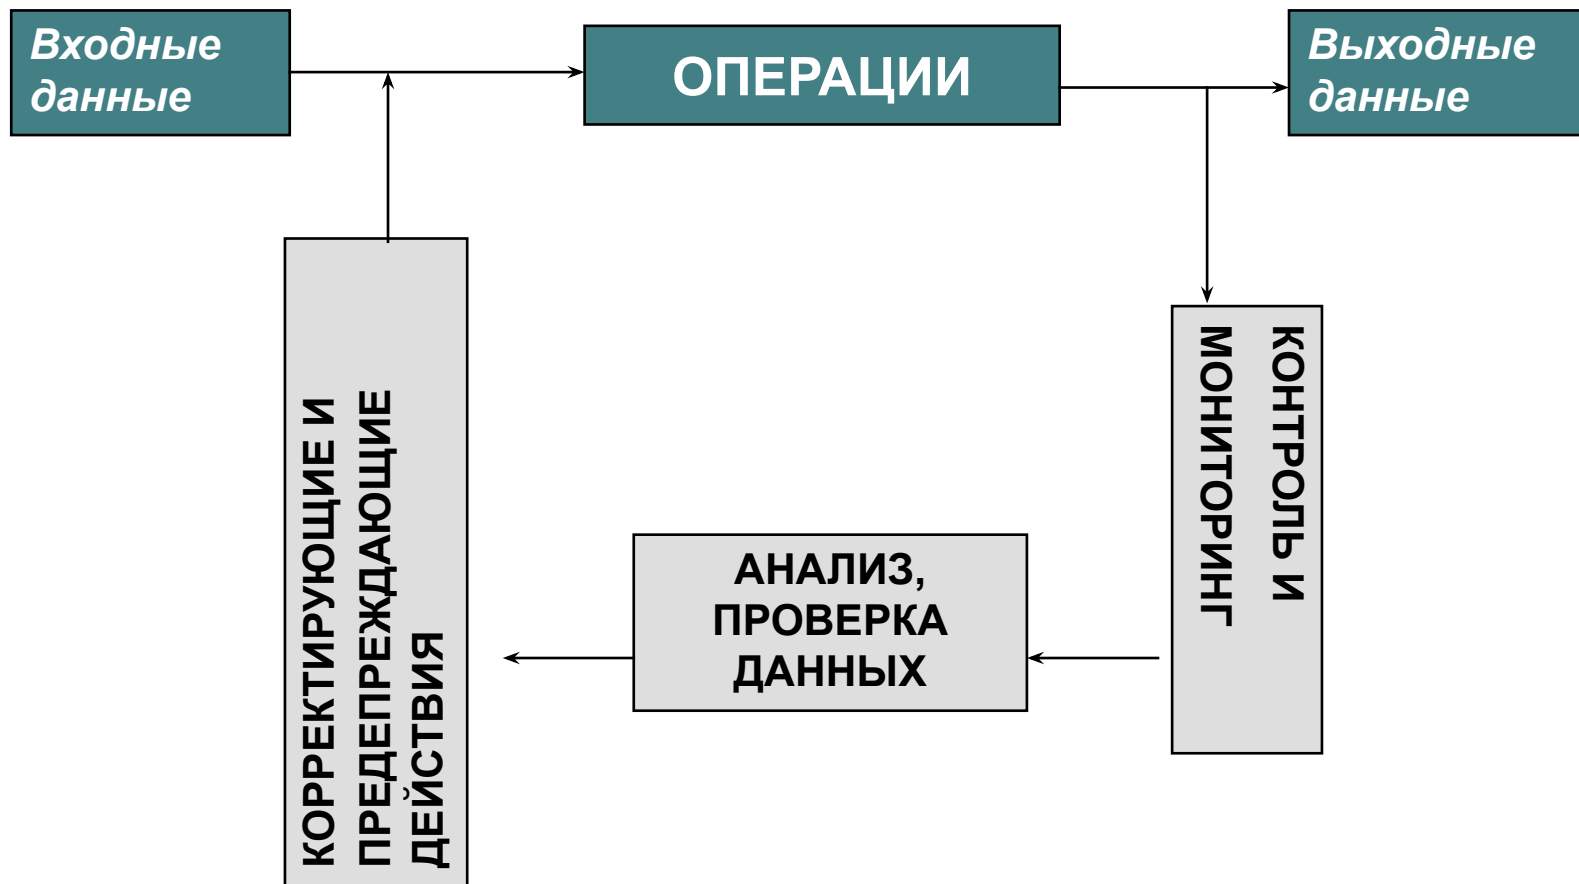 Входные
данные
ОПЕРАЦИИ
Выходные
данные
КОРРЕКТИРУЮЩИЕ И
ПРЕДЕПРЕЖДАЮЩИЕ
ДЕЙСТВИЯ
АНАЛИЗ,
ПРОВЕРКА
ДАННЫХ
КОНТРОЛЬ И
МОНИТОРИНГ